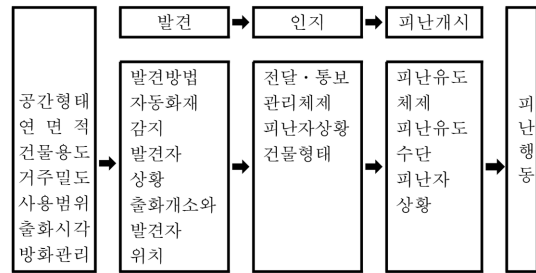 발견
인지
피난개시
공간형태
연 면 적
건물용도
거주밀도
사용범위
출화시각
방화관리
발견방법
자동화재
감지
발견자
상황
출화개소와
발견자
위치
전달·통보
관리체제
피난자상황
건물형태
피난유도
체제
피난유도
수단
피난자
상황
피
난
행
동